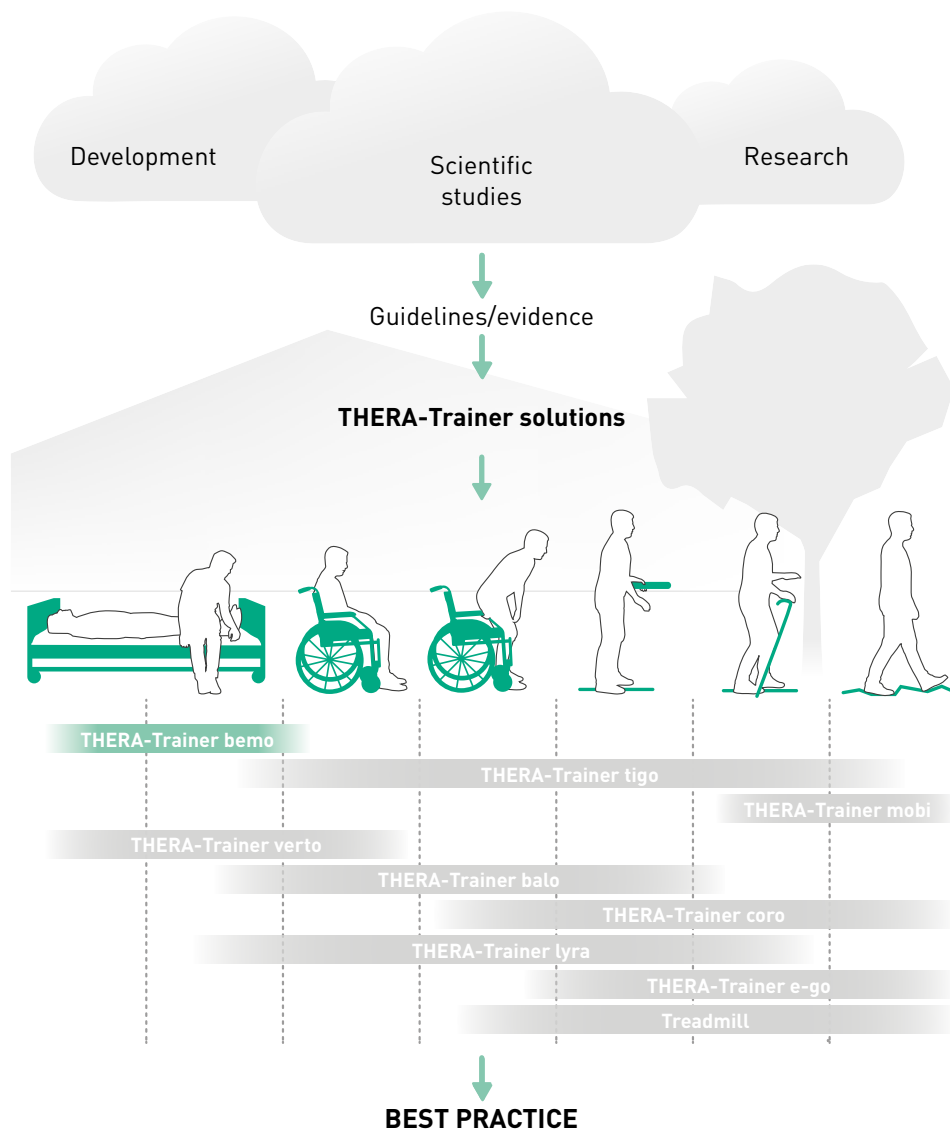 Development
Scientific
studies
Research
Guidelines/evidence
THERA-Trainer solutions
THERA-Trainer bemo
THERA-Trainer tigo
THERA-Trainer mobi
THERA-Trainer verto
THERA-Trainer balo
THERA-Trainer coro
THERA-Trainer lyra
THERA-Trainer e-go
Treadmill
BEST PRACTICE